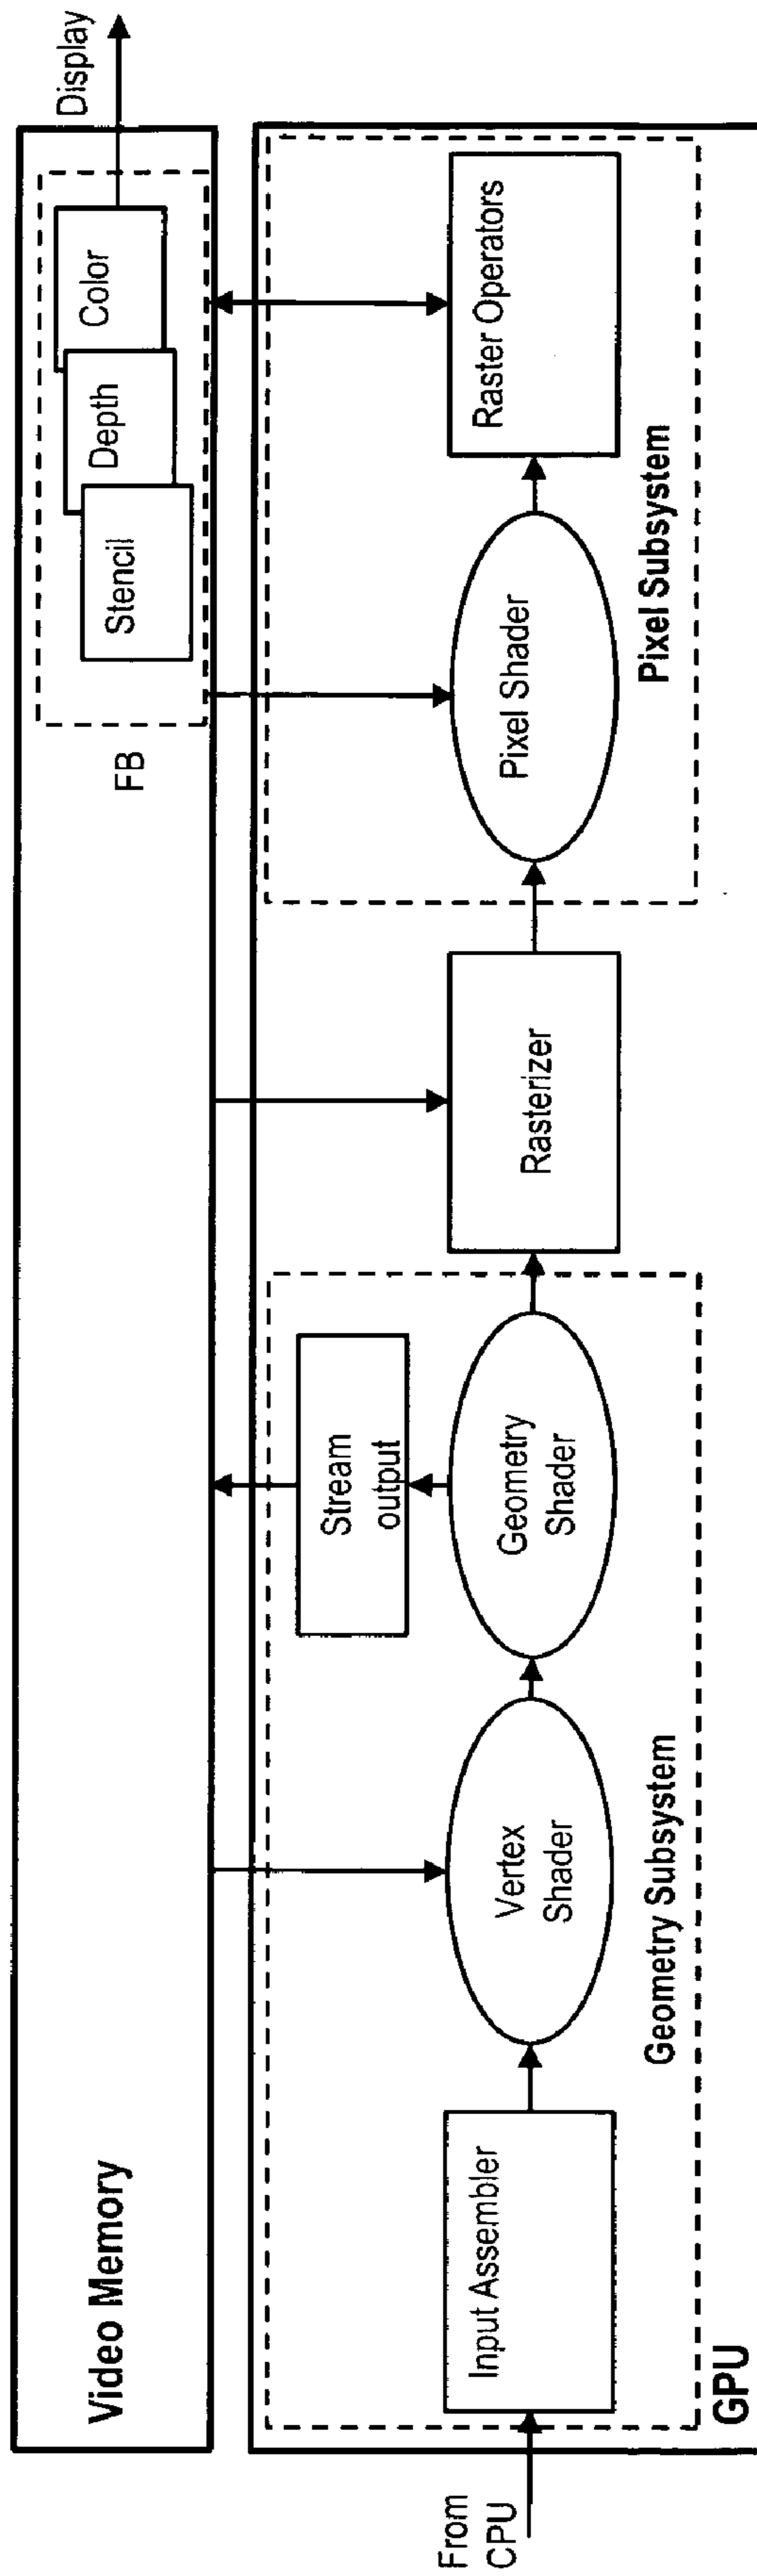 Video Memory
FB
Stencil
Depth
Color
Display
From
CPU
Input Assembler
Vertex
Shader
Geometry
Shader
Stream
output
Geometry Subsystem
Rasterizer
Pixel Shader
Raster Operators
Pixel Subsystem
GPU